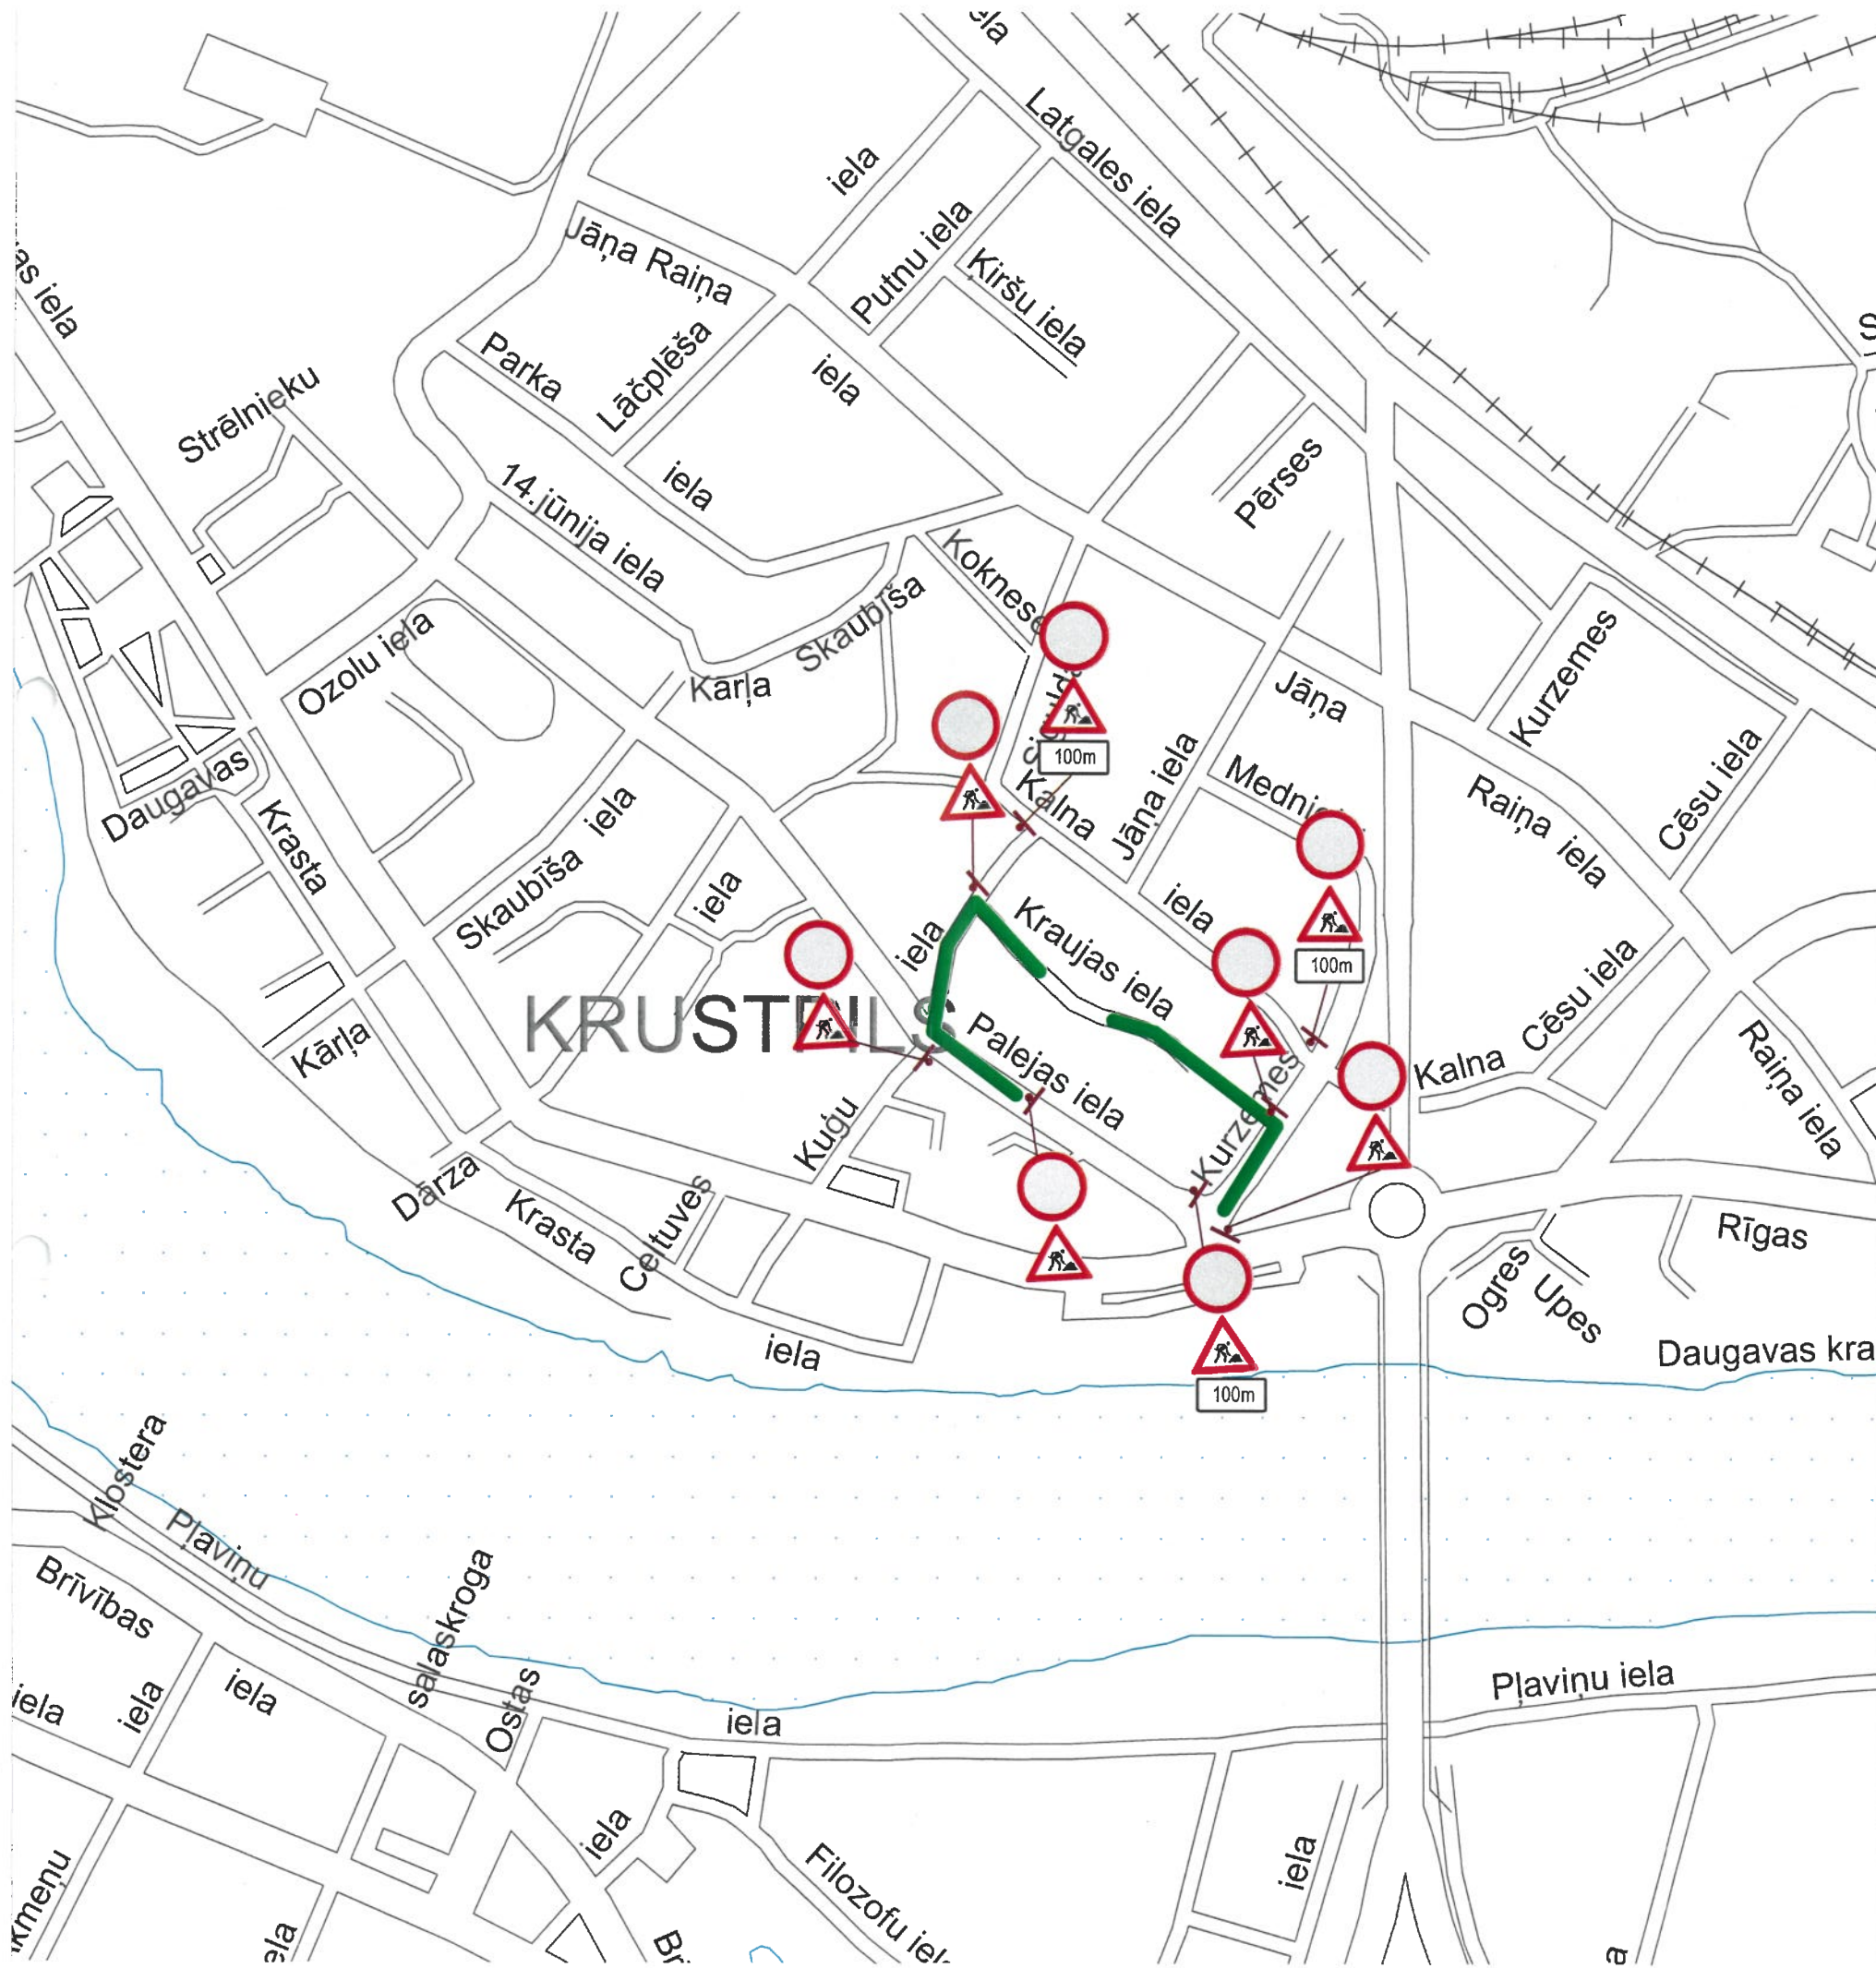 Latgales iela
iela
Putnu iela
Jāņa Raiņa
Ķiršu iela
Parka
Lāčplēša
iela
Strēlnieku
Pērses
iela
14.jūnija iela
Koknese
Skaubīša
Kārļa
Ozolu iela
Kurzemes
Jāņa
Jāņa iela
100m
Kalna
Raiņa iela
Cēsu iela
Daugavas
Krasta
Skaubīša iela
iela
iela
Kraujas iela
iela
100m
KRUSTPILS
Palejas iela
Kurzemes
Kalna
Cēsu iela
Raiņa iela
Kārļa
Kuģu
Dārza
Krasta
iela
Rīgas
Ogres
Upes
Daugavas kra
100m
Klostera
Pļaviņu
Brīvības
salaskroga
Ostas
iela
iela
iela
iela
Pļaviņu iela
iela
iela
Filozofu